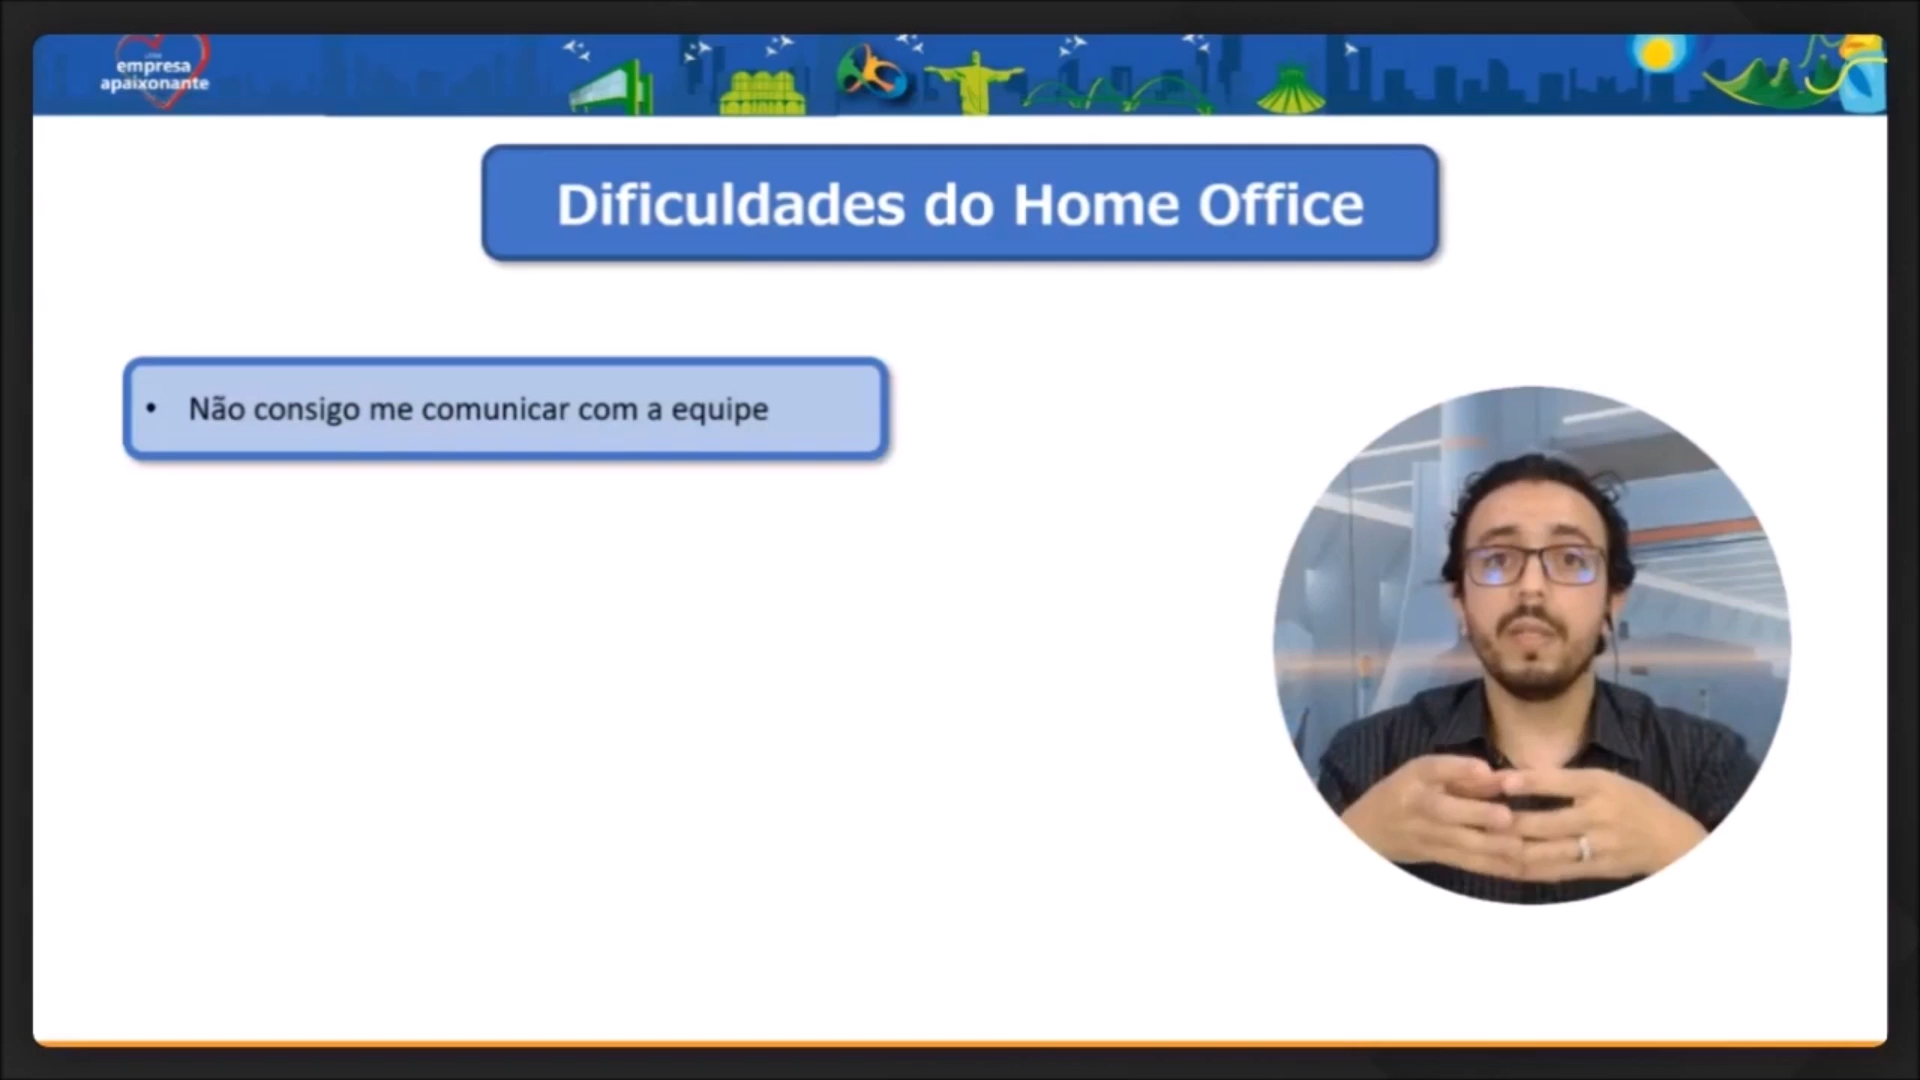 empresa
apaixonante
Dificuldades do Home Office
• Não consigo me comunicar com a equipe